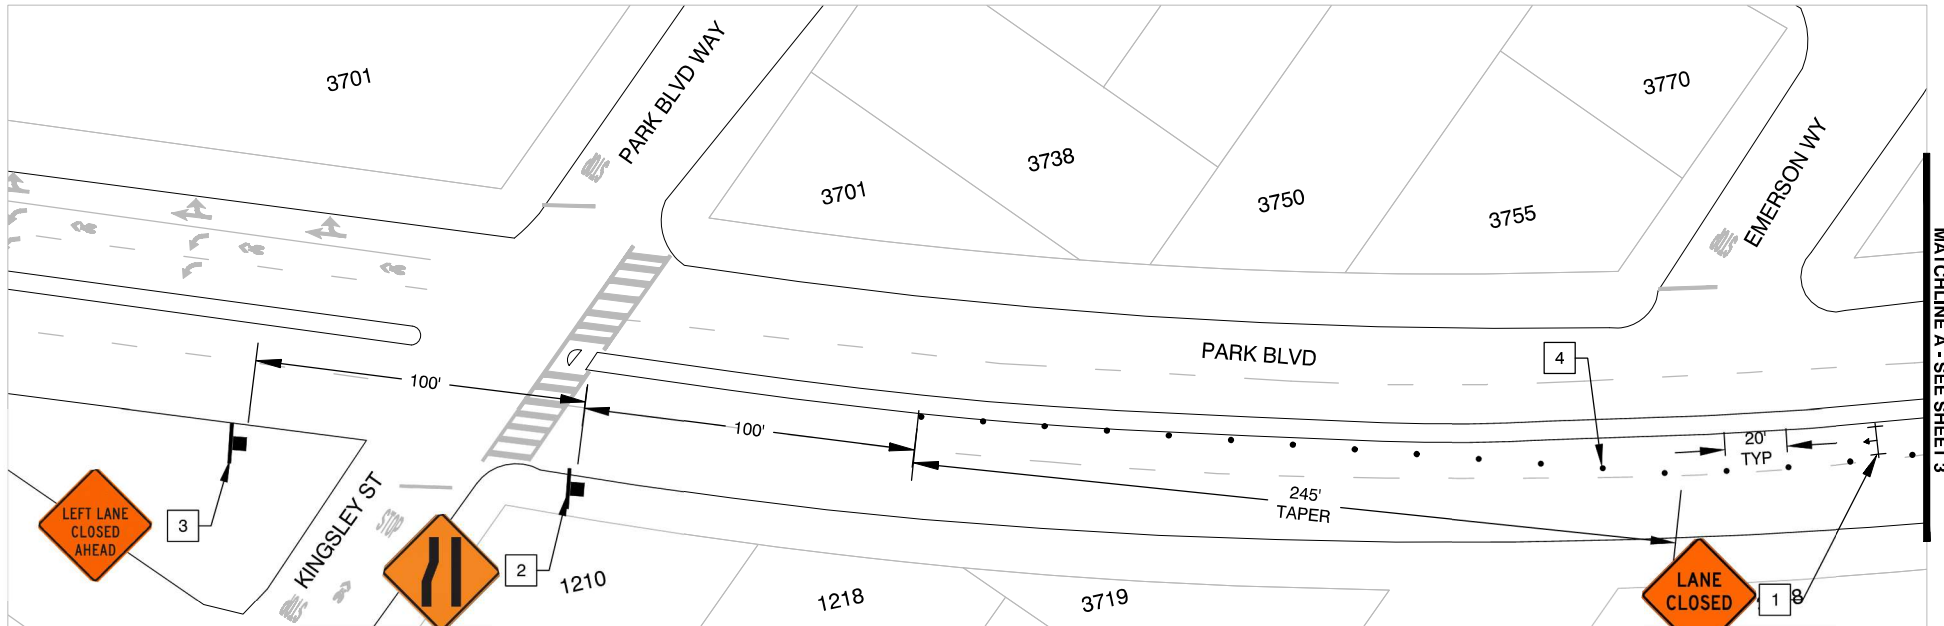 3701
PARK BLVD WAY
3701
3738
3750
3755
3770
EMERSON WY
MATCHLINE A - SEE SHEET 3
PARK BLVD
4
100'
100'
20'
TYP
245'
TAPER
LEFT LANE
CLOSED
AHEAD
3
KINGSLEY ST
STOP
2
1210
1218
3719
LANE
CLOSED
1
8